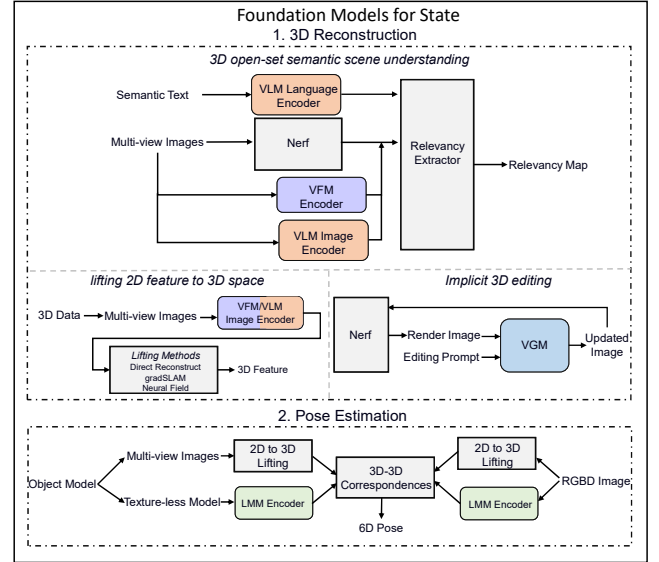 Foundation Models for State
1. 3D Reconstruction
3D open-set semantic scene understanding
Semantic Text
VLM Language
Encoder
Multi-view Images
Nerf
Relevancy
Extractor
Relevancy Map
VFM
Encoder
VLM Image
Encoder
lifting 2D feature to 3D space
3D Data
Multi-view Images
VFM/VLM
Image Encoder
Lifting Methods
Direct Reconstruct
gradSLAM
Neural Field
3D Feature
Implicit 3D editing
Nerf
Render Image
Editing Prompt
VGM
Updated
Image
2. Pose Estimation
Object Model
Multi-view Images
2D to 3D
Lifting
Texture-less Model
LMM Encoder
3D-3D
Correspondences
6D Pose
2D to 3D
Lifting
LMM Encoder
RGBD Image